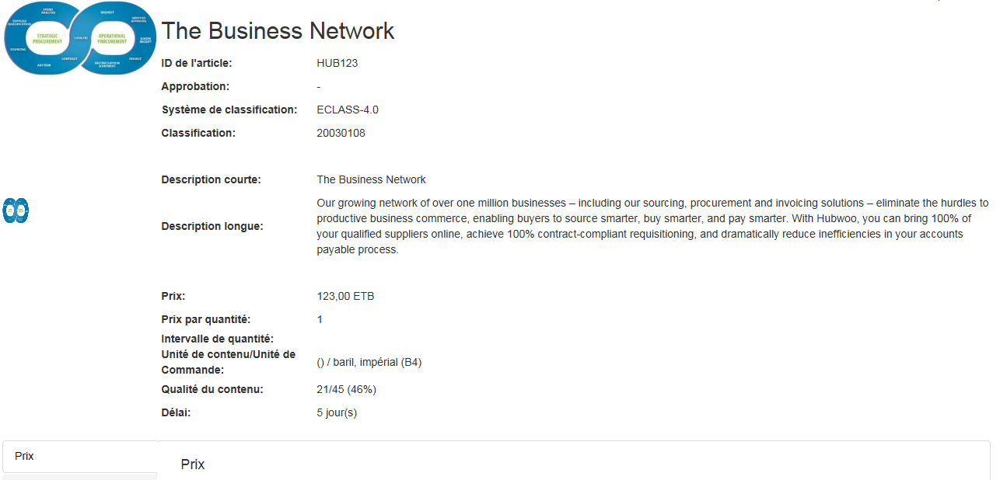 SPEND
ANALYSIS
SUPPLIER
QUALIFICATION
SOURCING
AUCTION
CONTRACT
CATALOG
STRATEGIC
PROCUREMENT
REQUEST
SERVICES
APPROVAL
GOODS
RECEIPT
INVOICE
RECONCILIATION
& PAYMENT
OPERATIONAL
PROCUREMENT
The Business Network
ID de l'article: HUB123
Approbation: -
Système de classification: ECLASS-4.0
Classification: 20030108
Description courte: The Business Network
Description longue:
Our growing network of over one million businesses – including our sourcing, procurement and invoicing solutions – eliminate the hurdles to
productive business commerce, enabling buyers to source smarter, buy smarter, and pay smarter. With Hubwoo, you can bring 100% of
your qualified suppliers online, achieve 100% contract-compliant requisitioning, and dramatically reduce inefficiencies in your accounts
payable process.
Prix: 123,00 ETB
Prix par quantité: 1
Intervalle de quantité:
Unité de contenu/Unité de
Commande: () / baril, impérial (B4)
Qualité du contenu: 21/45 (46%)
Délai: 5 jour(s)
Prix
Prix